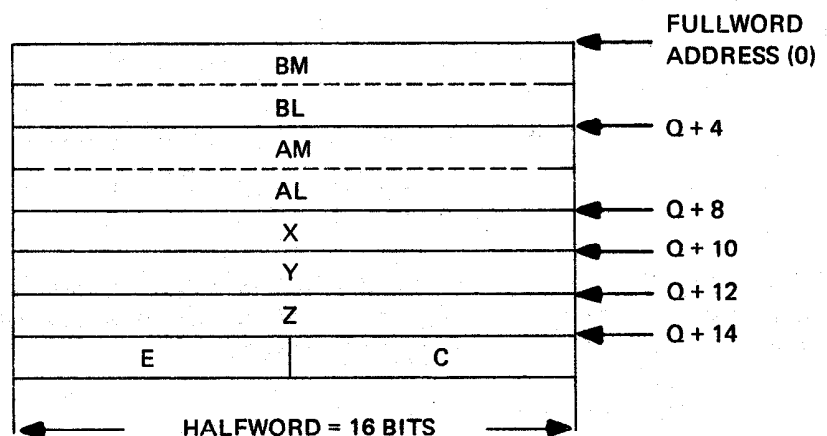 FULLWORD
ADDRESS (0)
BM
BL
Q + 4
AM
AL
Q + 8
X
Q + 10
Y
Q + 12
Z
Q + 14
E C
HALFWORD = 16 BITS